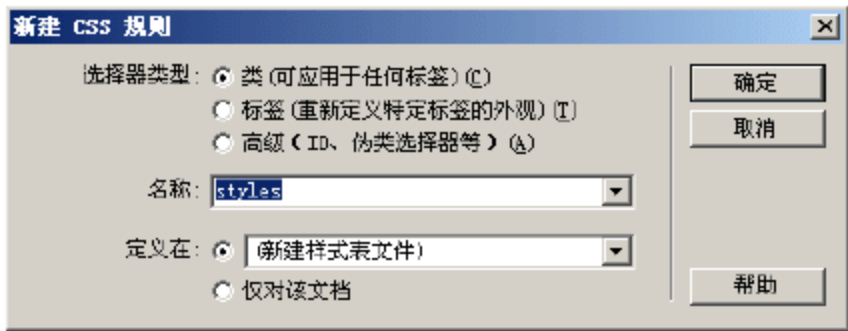 新建 CSS 规则
选择器类型: 类(可应用于任何标签)(C)
标签(重新定义特定标签的外观)(T)
高级(ID、伪类选择器等)(A)
名称: styles
定义在: (新建样式表文件)
仅对该文档
确定
取消
帮助